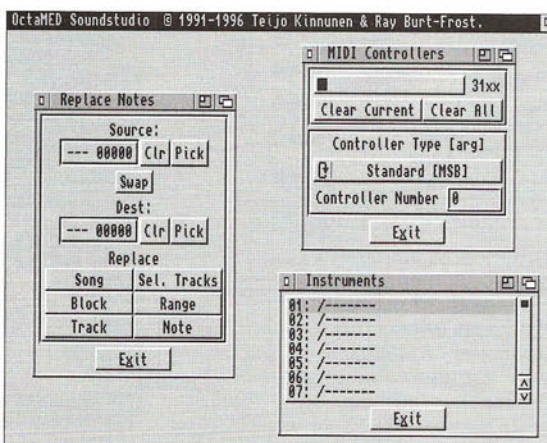 OctaMED Soundstudio © 1991-1996 Teijo Kinnunen & Ray Burt-Frost.
Replace Notes
Source:
--- 00000 Clr Pick
Swap
Dest:
--- 00000 Clr Pick
Replace
Song Sel. Tracks
Block Range
Track Note
Exit
MIDI Controllers
31xx
Clear Current Clear All
Controller Type [arg]
Standard [MSB]
Controller Number 0
Exit
Instruments
01: /-------
02: /-------
03: /-------
04: /-------
05: /-------
06: /-------
07: /-------
Exit